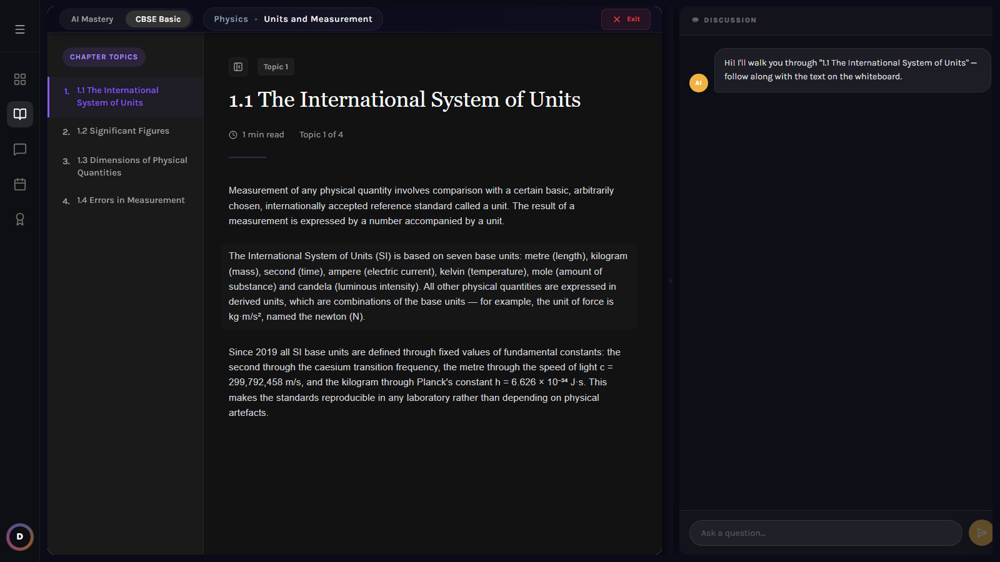 AI Mastery
CBSE Basic
Physics • Units and Measurement
Exit
CHAPTER TOPICS
1. 1.1 The International
System of Units
2. 1.2 Significant Figures
3. 1.3 Dimensions of Physical
Quantities
4. 1.4 Errors in Measurement
D
Topic 1
1.1 The International System of Units
1 min read
Topic 1 of 4
Measurement of any physical quantity involves comparison with a certain basic, arbitrarily
chosen, internationally accepted reference standard called a unit. The result of a
measurement is expressed by a number accompanied by a unit.
The International System of Units (SI) is based on seven base units: metre (length), kilogram
(mass), second (time), ampere (electric current), kelvin (temperature), mole (amount of
substance) and candela (luminous intensity). All other physical quantities are expressed in
derived units, which are combinations of the base units — for example, the unit of force is
kg·m/s², named the newton (N).
Since 2019 all SI base units are defined through fixed values of fundamental constants: the
second through the caesium transition frequency, the metre through the speed of light c =
299,792,458 m/s, and the kilogram through Planck's constant h = 6.626 × 10⁻³⁴ J·s. This
makes the standards reproducible in any laboratory rather than depending on physical
artefacts.
DISCUSSION
AI
Hi! I'll walk you through "1.1 The International System of Units" —
follow along with the text on the whiteboard.
Ask a question...